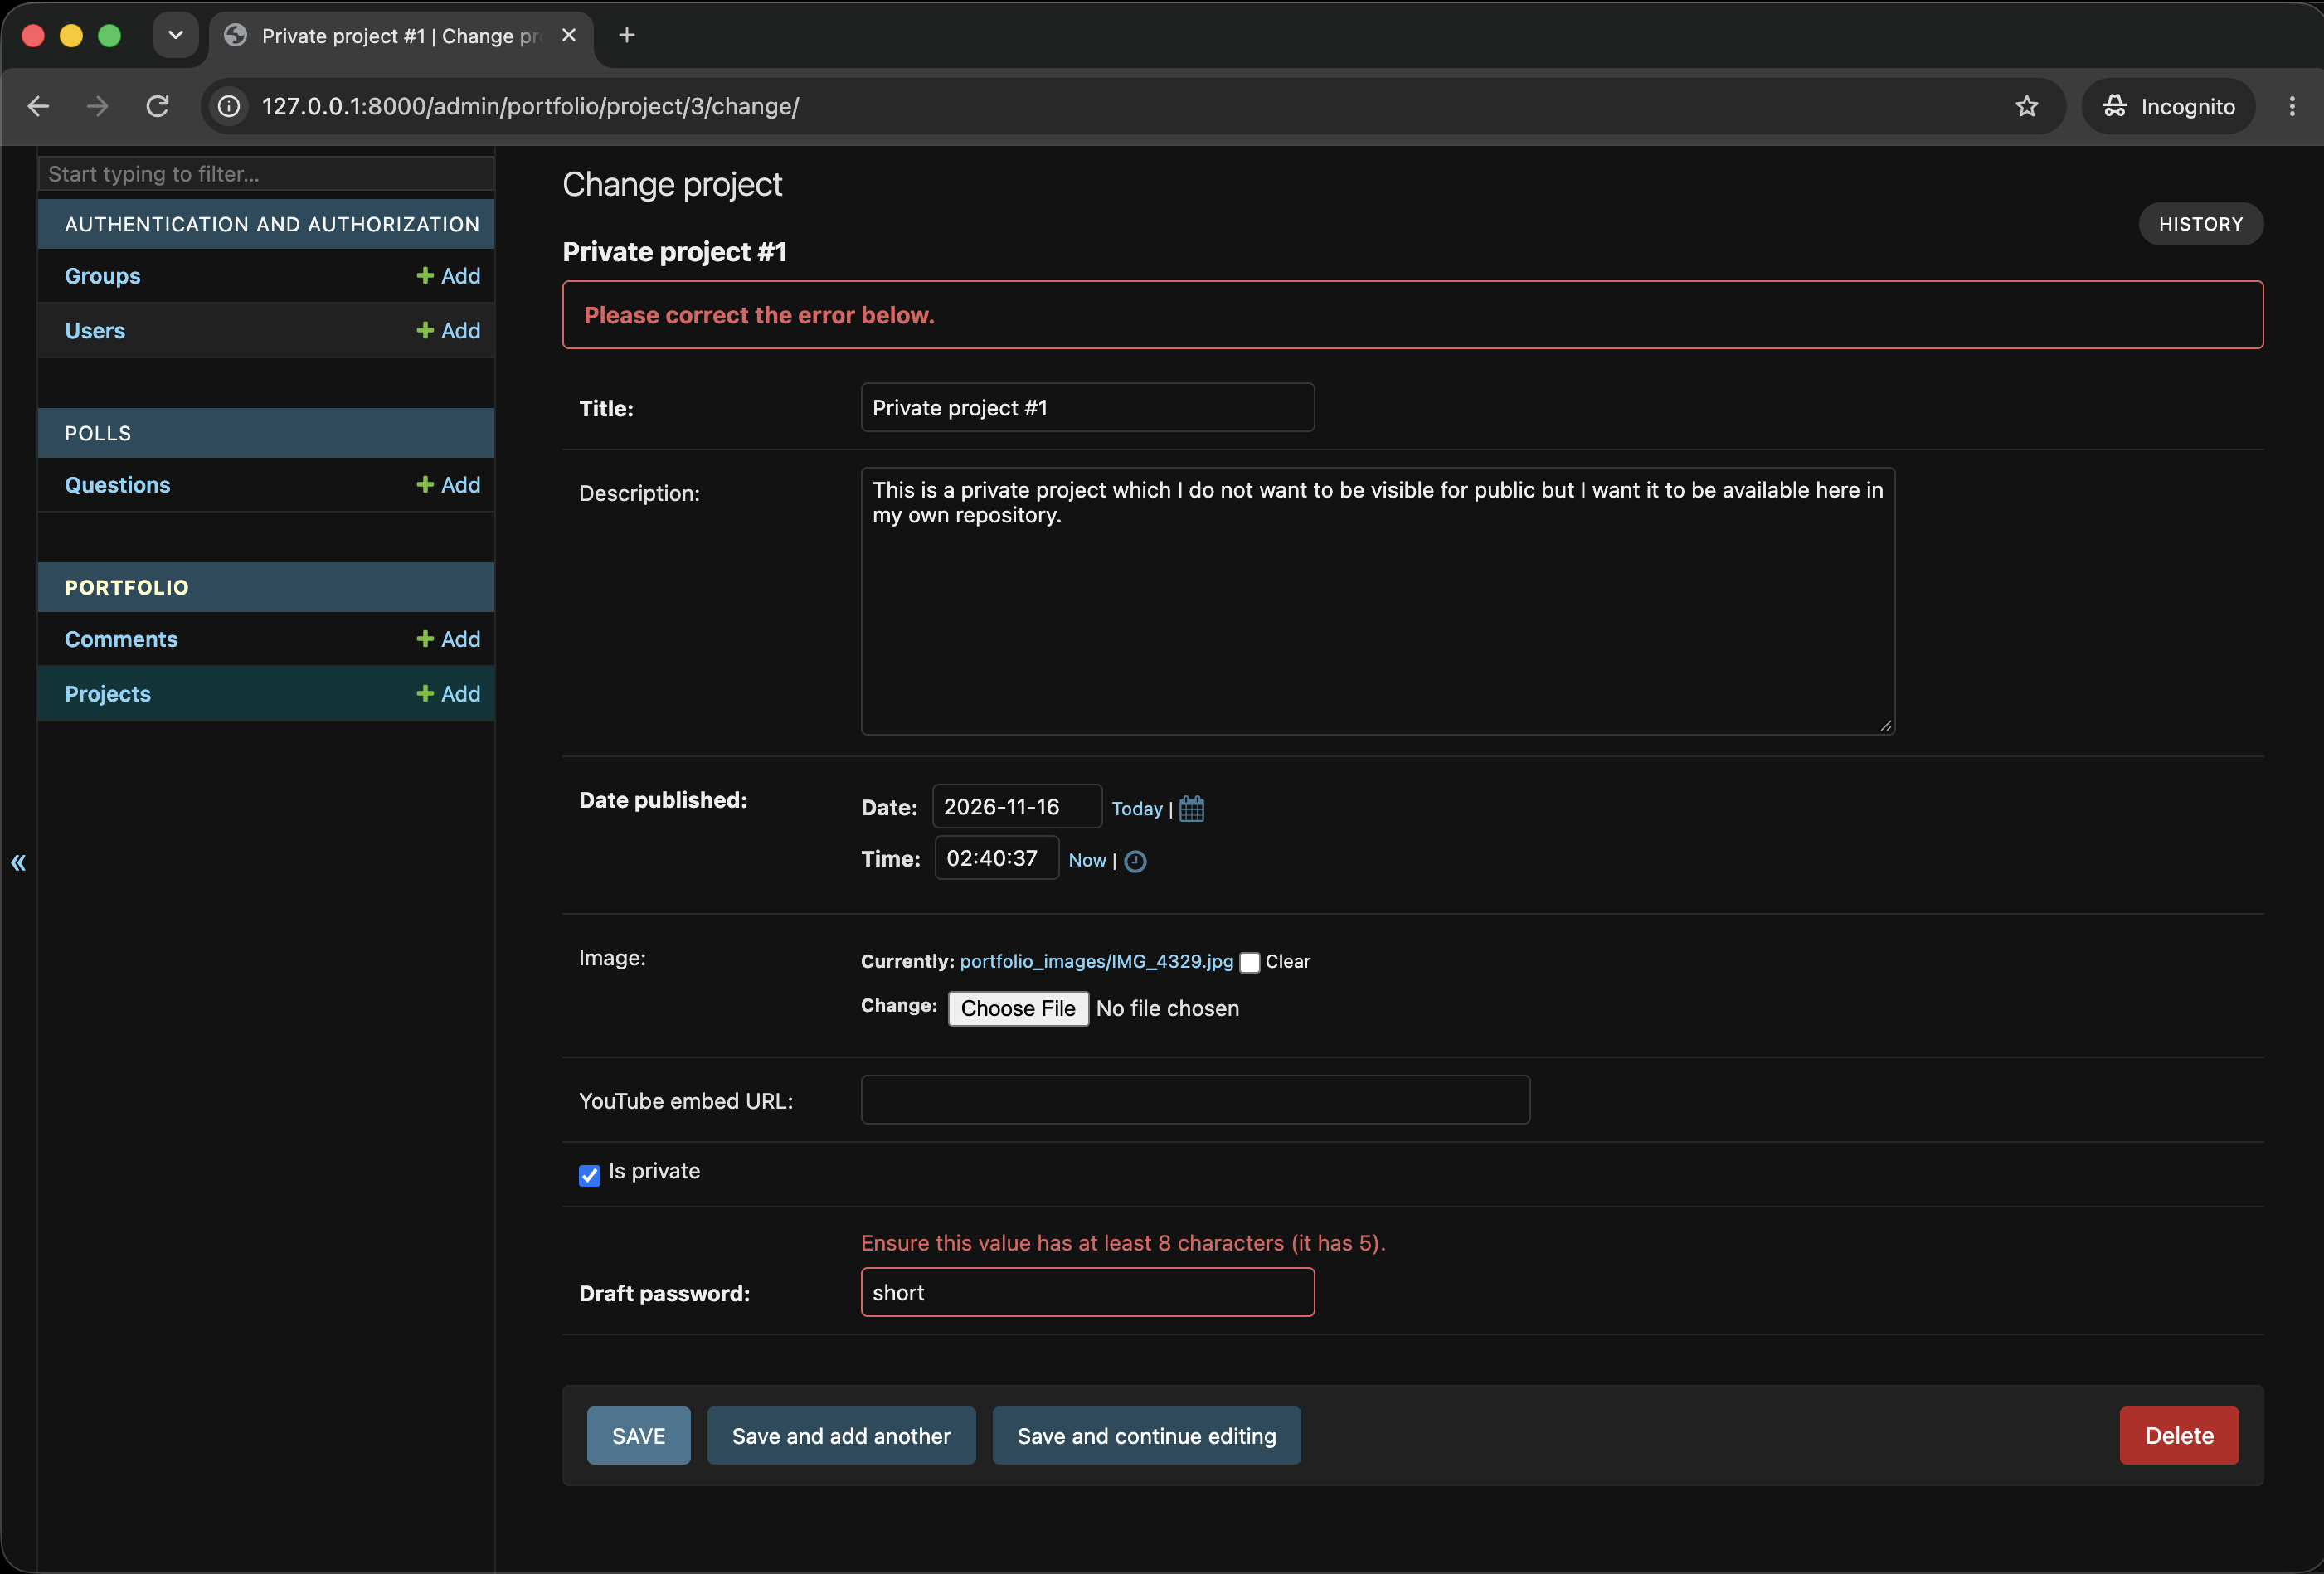 Private project #1 | Change pr
127.0.0.1:8000/admin/portfolio/project/3/change/
Incognito
Start typing to filter...
AUTHENTICATION AND AUTHORIZATION
Groups
Add
Users
Add
POLLS
Questions
Add
PORTFOLIO
Comments
Add
Projects
Add
«
Change project
HISTORY
Private project #1
Please correct the error below.
Title:
Private project #1
Description:
This is a private project which I do not want to be visible for public but I want it to be available here in
my own repository.
Date published:
Date: 2026-11-16 Today |
Time: 02:40:37 Now |
Image:
Currently: portfolio_images/IMG_4329.jpg Clear
Change: Choose File No file chosen
YouTube embed URL:
Is private
Ensure this value has at least 8 characters (it has 5).
Draft password:
short
SAVE
Save and add another
Save and continue editing
Delete